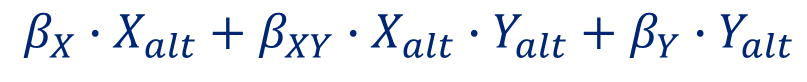 β_X · X_alt + β_XY · X_alt · Y_alt + β_Y · Y_alt